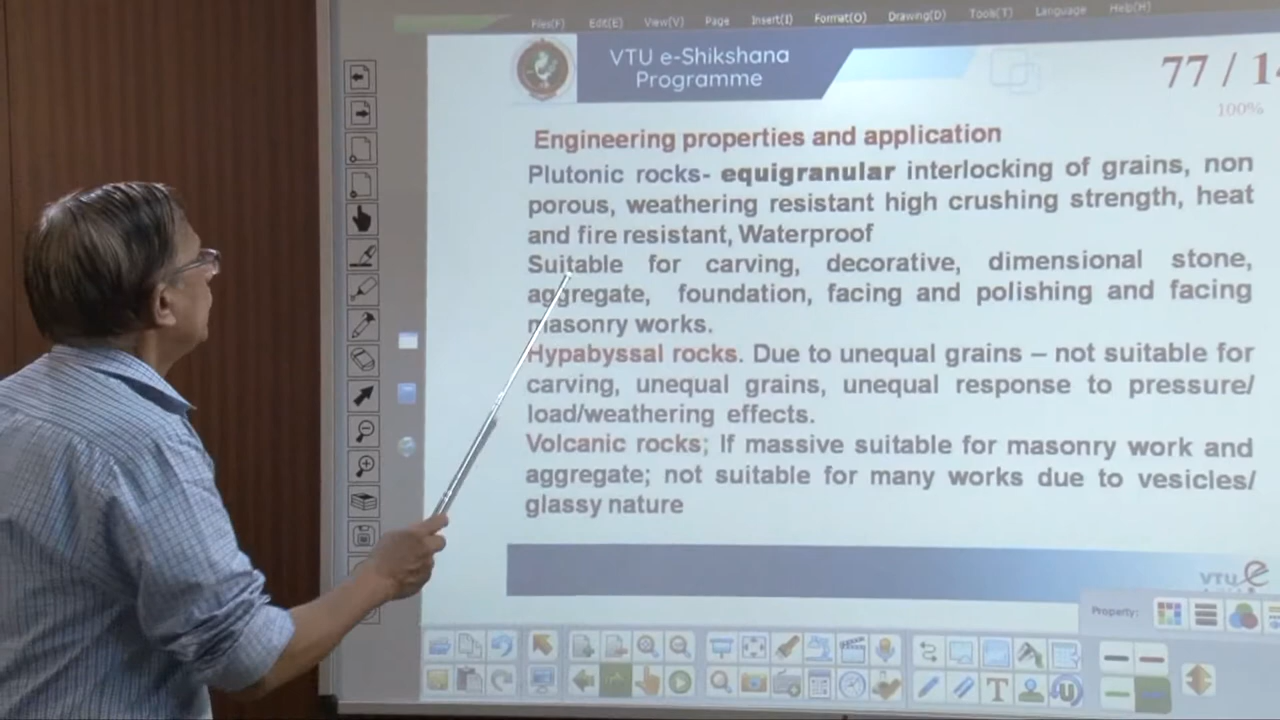 Files(F) Edit(E) View(V) Page Insert(I) Format(O) Drawing(D) Tools(T) Language Help(H)
VTU e-Shikshana
Programme
77 / 14
100%
Engineering properties and application
Plutonic rocks- equigranular interlocking of grains, non
porous, weathering resistant high crushing strength, heat
and fire resistant, Waterproof
Suitable for carving, decorative, dimensional stone,
aggregate, foundation, facing and polishing and facing
masonry works.
Hypabyssal rocks. Due to unequal grains – not suitable for
carving, unequal grains, unequal response to pressure/
load/weathering effects.
Volcanic rocks; If massive suitable for masonry work and
aggregate; not suitable for many works due to vesicles/
glassy nature
VTU e
Property: